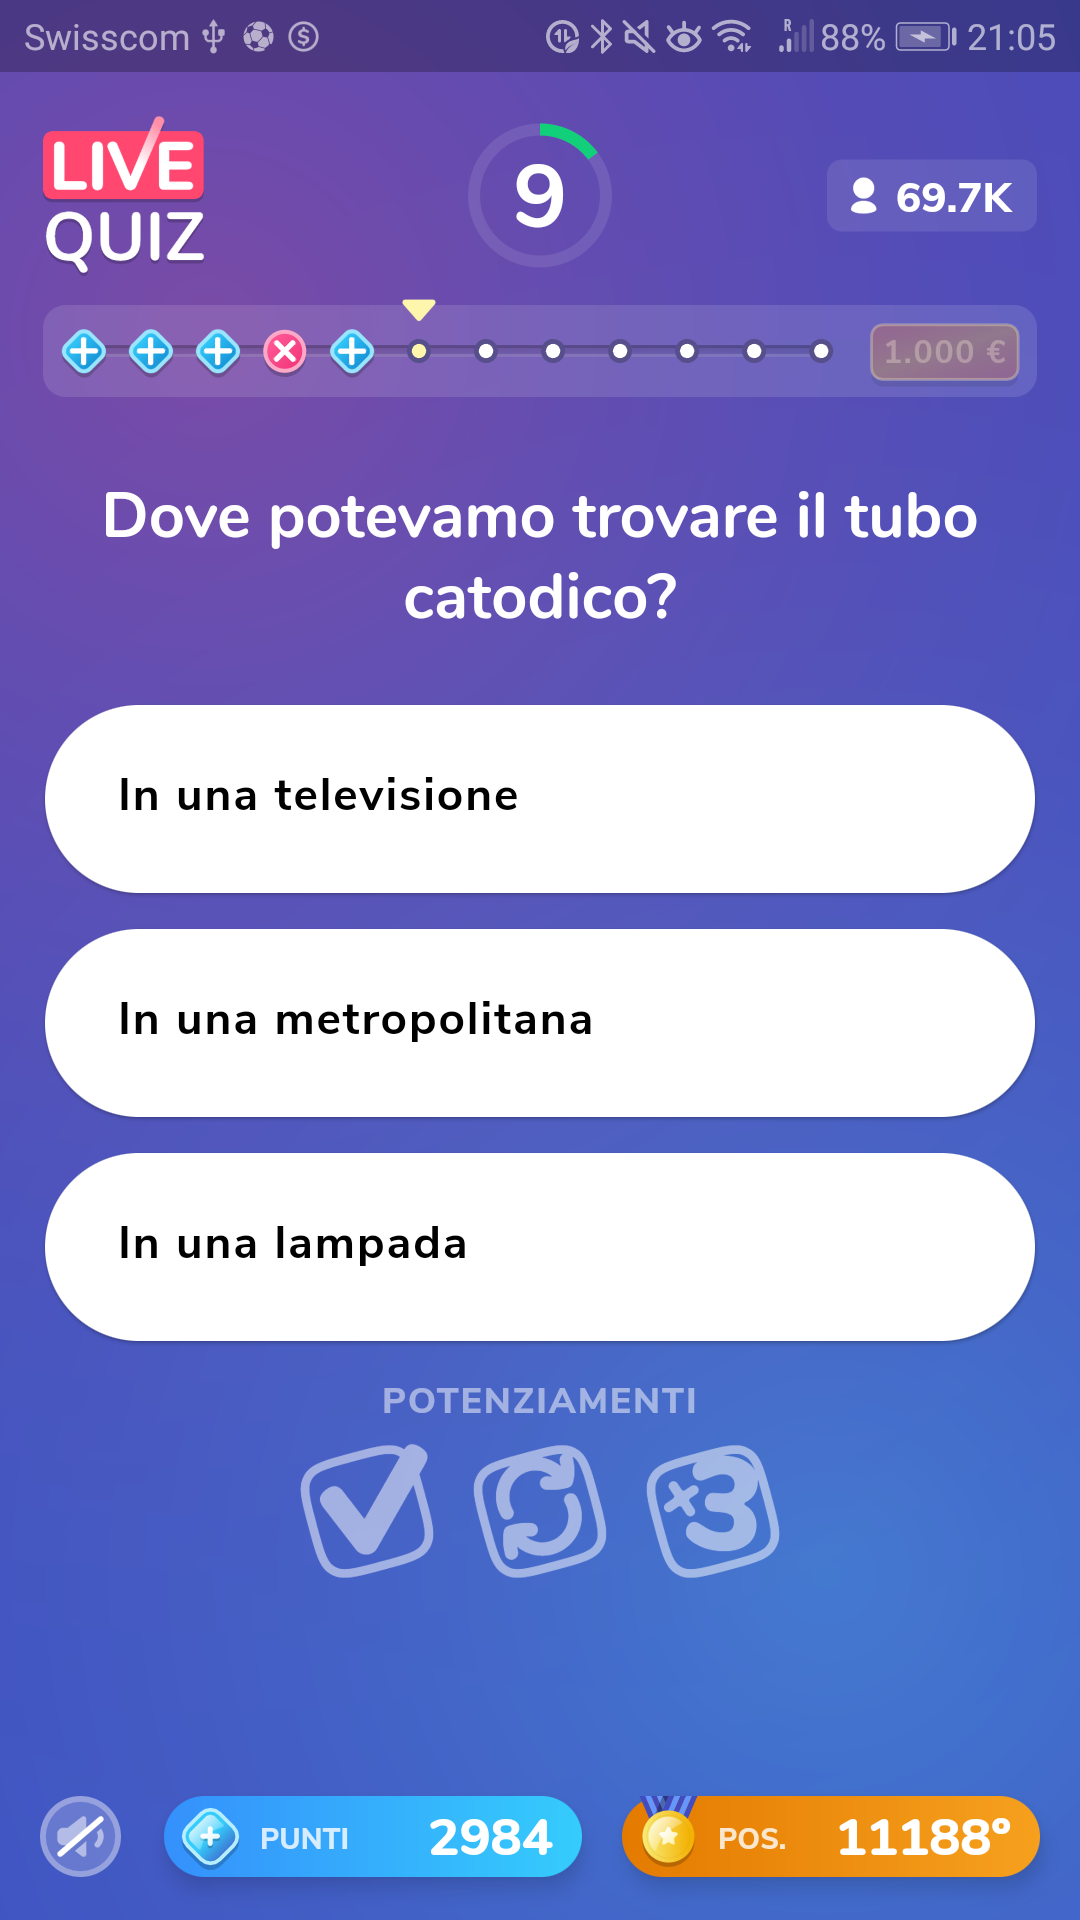 Swisscom 88% 21:05
LIVE
QUIZ
9
69.7K
1.000 €
Dove potevamo trovare il tubo
catodico?
In una televisione
In una metropolitana
In una lampada
POTENZIAMENTI
×3
PUNTI 2984
POS. 11188°